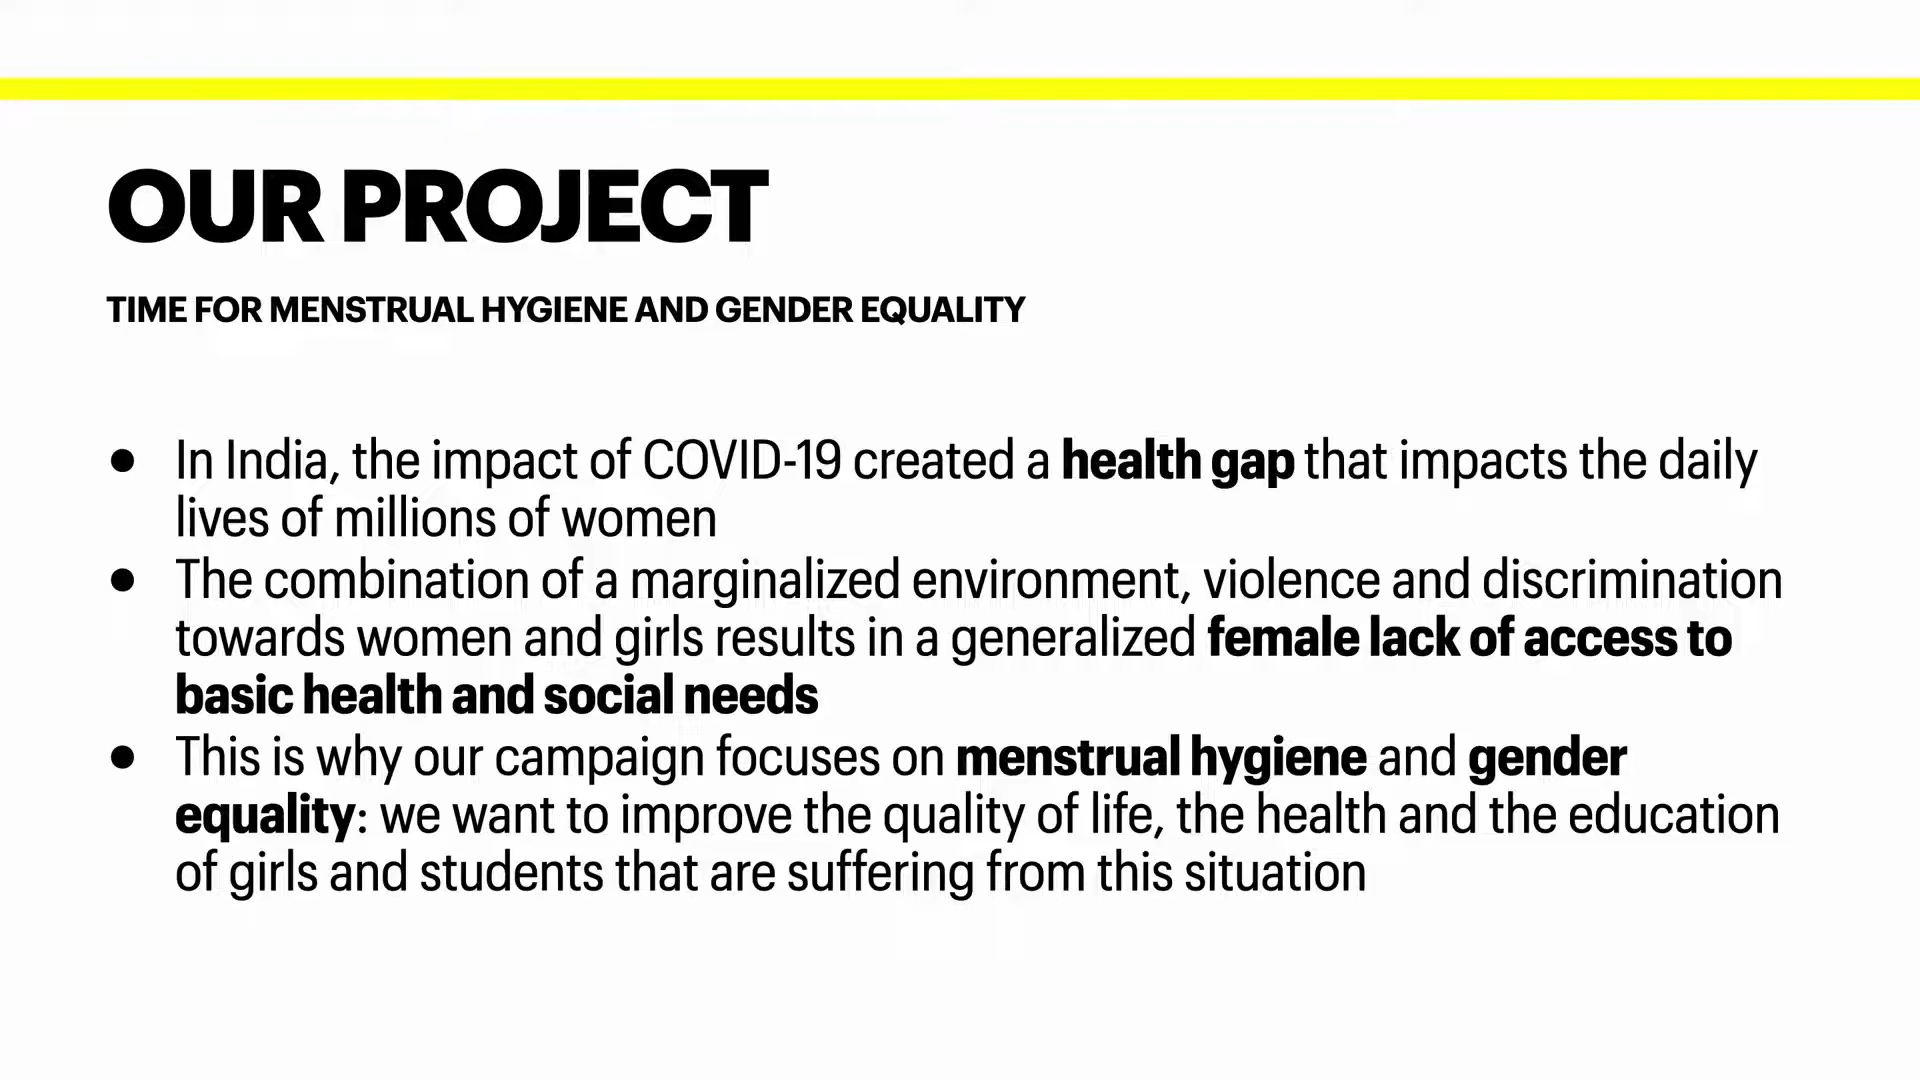 OUR PROJECT
TIME FOR MENSTRUAL HYGIENE AND GENDER EQUALITY
● In India, the impact of COVID-19 created a health gap that impacts the daily
lives of millions of women
● The combination of a marginalized environment, violence and discrimination
towards women and girls results in a generalized female lack of access to
basic health and social needs
● This is why our campaign focuses on menstrual hygiene and gender
equality: we want to improve the quality of life, the health and the education
of girls and students that are suffering from this situation